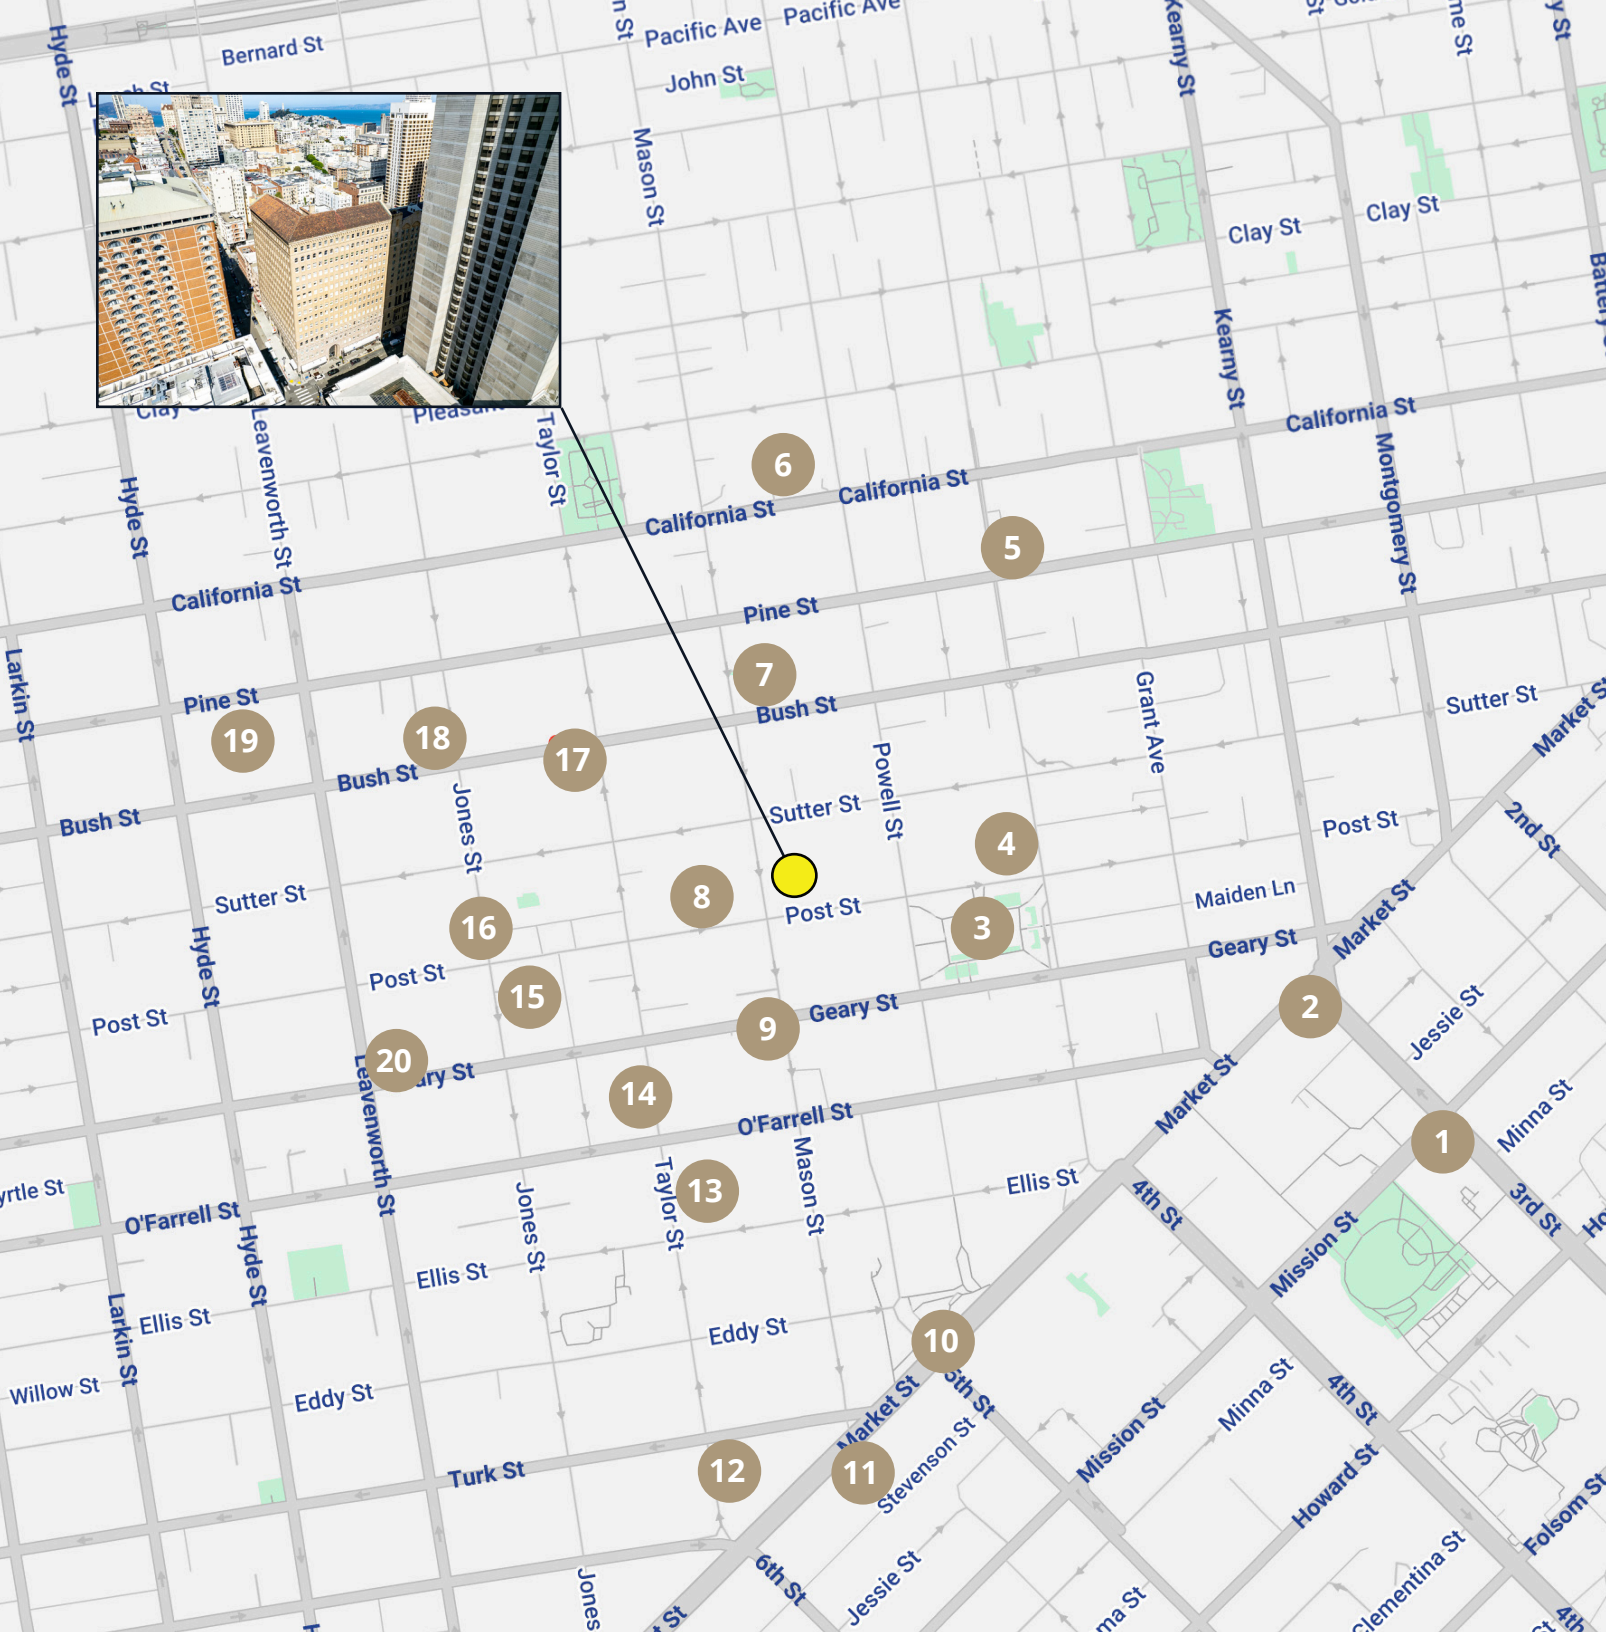 Pacific Ave
Pacific Ave
Kearny St
Hyde St
Bernard St
John St
Mason St
Clay St
Clay St
Kearny St
California St
Pleasant
Taylor St
Leavenworth St
Hyde St
6
California St
California St
Montgomery St
5
California St
Pine St
Larkin St
Pine St
7
Bush St
Grant Ave
Sutter St
Market St
19
18
17
Bush St
Bush St
Powell St
Jones St
Sutter St
4
Post St
2nd St
Sutter St
8
Post St
Maiden Ln
Market St
16
3
Geary St
Hyde St
Post St
15
Geary St
2
Jessie St
Post St
9
20
14
O'Farrell St
Market St
Minna St
1
Leavenworth St
Mason St
Ellis St
4th St
3rd St
13
Taylor St
O'Farrell St
Jones St
Mission St
Hyde St
Ellis St
Ellis St
Larkin St
Eddy St
10
Willow St
Eddy St
Market St
Minna St
4th St
Mission St
Stevenson St
Turk St
12
11
Howard St
Folsom St
6th St
Jessie St
Clementina St
Jones
4th